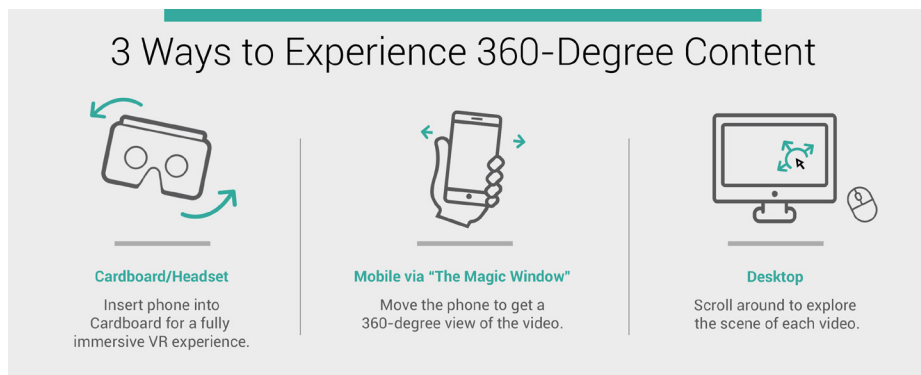 3 Ways to Experience 360-Degree Content
Cardboard/Headset
Insert phone into
Cardboard for a fully
immersive VR experience.
Mobile via “The Magic Window”
Move the phone to get a
360-degree view of the video.
Desktop
Scroll around to explore
the scene of each video.